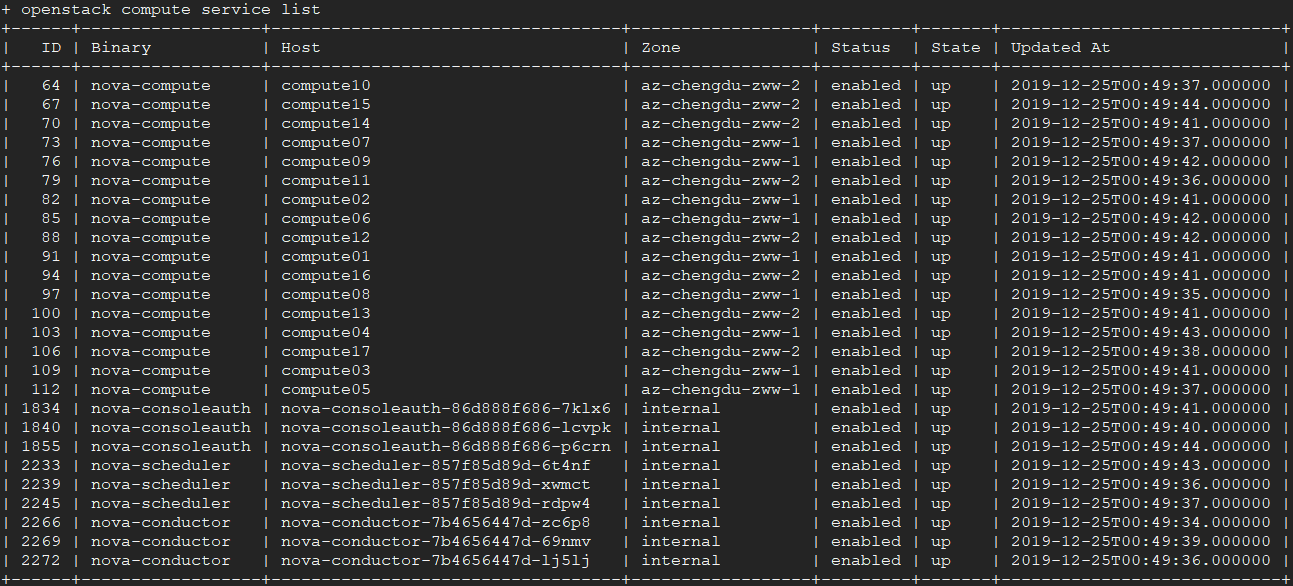 + openstack compute service list
+------+------------------+-----------------------------------+------------------+---------+-------+----------------------------+
|   ID | Binary           | Host                              | Zone             | Status  | State | Updated At                 |
+------+------------------+-----------------------------------+------------------+---------+-------+----------------------------+
|   64 | nova-compute     | compute10                         | az-chengdu-zww-2 | enabled | up    | 2019-12-25T00:49:37.000000 |
|   67 | nova-compute     | compute15                         | az-chengdu-zww-2 | enabled | up    | 2019-12-25T00:49:44.000000 |
|   70 | nova-compute     | compute14                         | az-chengdu-zww-2 | enabled | up    | 2019-12-25T00:49:41.000000 |
|   73 | nova-compute     | compute07                         | az-chengdu-zww-1 | enabled | up    | 2019-12-25T00:49:37.000000 |
|   76 | nova-compute     | compute09                         | az-chengdu-zww-1 | enabled | up    | 2019-12-25T00:49:42.000000 |
|   79 | nova-compute     | compute11                         | az-chengdu-zww-2 | enabled | up    | 2019-12-25T00:49:36.000000 |
|   82 | nova-compute     | compute02                         | az-chengdu-zww-1 | enabled | up    | 2019-12-25T00:49:41.000000 |
|   85 | nova-compute     | compute06                         | az-chengdu-zww-1 | enabled | up    | 2019-12-25T00:49:42.000000 |
|   88 | nova-compute     | compute12                         | az-chengdu-zww-2 | enabled | up    | 2019-12-25T00:49:42.000000 |
|   91 | nova-compute     | compute01                         | az-chengdu-zww-1 | enabled | up    | 2019-12-25T00:49:41.000000 |
|   94 | nova-compute     | compute16                         | az-chengdu-zww-2 | enabled | up    | 2019-12-25T00:49:41.000000 |
|   97 | nova-compute     | compute08                         | az-chengdu-zww-1 | enabled | up    | 2019-12-25T00:49:35.000000 |
|  100 | nova-compute     | compute13                         | az-chengdu-zww-2 | enabled | up    | 2019-12-25T00:49:41.000000 |
|  103 | nova-compute     | compute04                         | az-chengdu-zww-1 | enabled | up    | 2019-12-25T00:49:43.000000 |
|  106 | nova-compute     | compute17                         | az-chengdu-zww-2 | enabled | up    | 2019-12-25T00:49:38.000000 |
|  109 | nova-compute     | compute03                         | az-chengdu-zww-1 | enabled | up    | 2019-12-25T00:49:41.000000 |
|  112 | nova-compute     | compute05                         | az-chengdu-zww-1 | enabled | up    | 2019-12-25T00:49:37.000000 |
| 1834 | nova-consoleauth | nova-consoleauth-86d888f686-7klx6 | internal         | enabled | up    | 2019-12-25T00:49:41.000000 |
| 1840 | nova-consoleauth | nova-consoleauth-86d888f686-lcvpk | internal         | enabled | up    | 2019-12-25T00:49:40.000000 |
| 1855 | nova-consoleauth | nova-consoleauth-86d888f686-p6crn | internal         | enabled | up    | 2019-12-25T00:49:44.000000 |
| 2233 | nova-scheduler   | nova-scheduler-857f85d89d-6t4nf   | internal         | enabled | up    | 2019-12-25T00:49:43.000000 |
| 2239 | nova-scheduler   | nova-scheduler-857f85d89d-xwmct   | internal         | enabled | up    | 2019-12-25T00:49:36.000000 |
| 2245 | nova-scheduler   | nova-scheduler-857f85d89d-rdpw4   | internal         | enabled | up    | 2019-12-25T00:49:37.000000 |
| 2266 | nova-conductor   | nova-conductor-7b4656447d-zc6p8   | internal         | enabled | up    | 2019-12-25T00:49:34.000000 |
| 2269 | nova-conductor   | nova-conductor-7b4656447d-69nmv   | internal         | enabled | up    | 2019-12-25T00:49:39.000000 |
| 2272 | nova-conductor   | nova-conductor-7b4656447d-lj5lj   | internal         | enabled | up    | 2019-12-25T00:49:36.000000 |
+------+------------------+-----------------------------------+------------------+---------+-------+----------------------------+